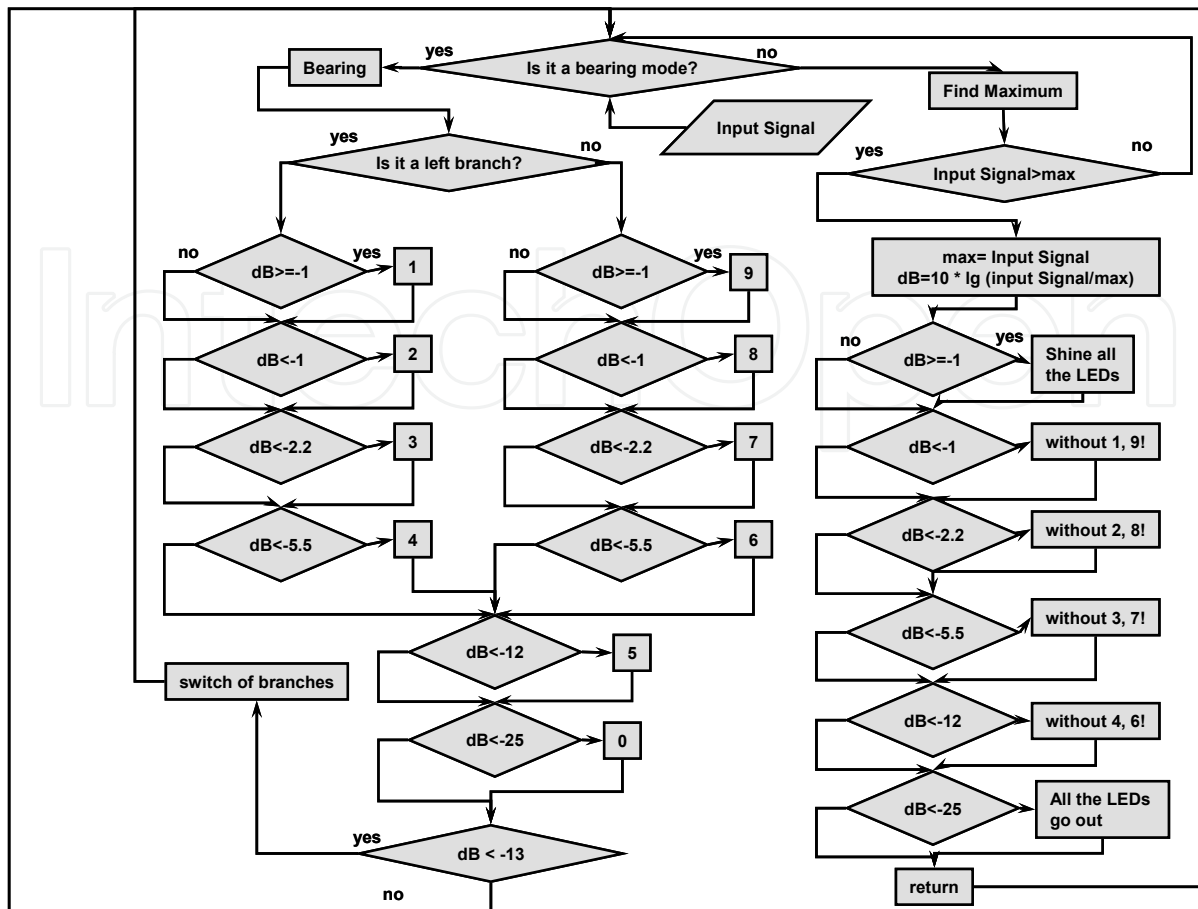 yes
no
Bearing
Is it a bearing mode?
Find Maximum
Input Signal
yes
no
Is it a left branch?
yes
no
Input Signal>max
no
yes
dB>=-1
1
no
yes
dB>=-1
9
max= Input Signal
dB=10 * lg (input Signal/max)
no
yes
dB>=-1
Shine all
the LEDs
dB<-1
2
dB<-1
8
dB<-1
without 1, 9!
dB<-2.2
3
dB<-2.2
7
dB<-2.2
without 2, 8!
dB<-5.5
4
dB<-5.5
6
dB<-5.5
without 3, 7!
dB<-12
5
switch of branches
dB<-12
without 4, 6!
dB<-25
0
dB<-25
All the LEDs
go out
yes
dB < -13
no
return
IntechOpen